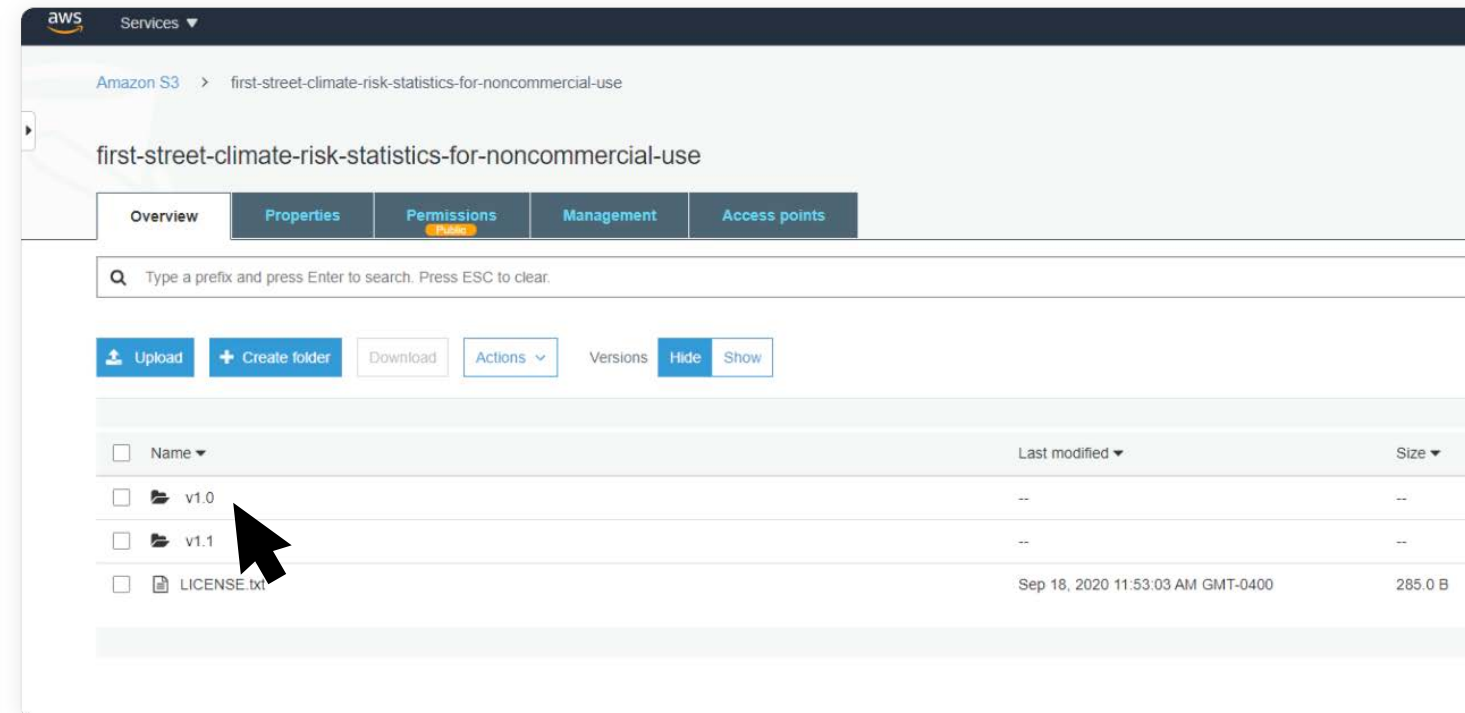 aws Services ▼
Amazon S3 > first-street-climate-risk-statistics-for-noncommercial-use
first-street-climate-risk-statistics-for-noncommercial-use
Overview Properties Permissions Management Access points
Public
Type a prefix and press Enter to search. Press ESC to clear.
Upload Create folder Download Actions Versions Hide Show
Name Last modified Size
v1.0 -- --
v1.1 -- --
LICENSE.txt Sep 18, 2020 11:53:03 AM GMT-0400 285.0 B